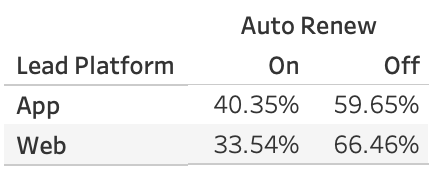 Auto Renew
Lead Platform On Off
App 40.35% 59.65%
Web 33.54% 66.46%